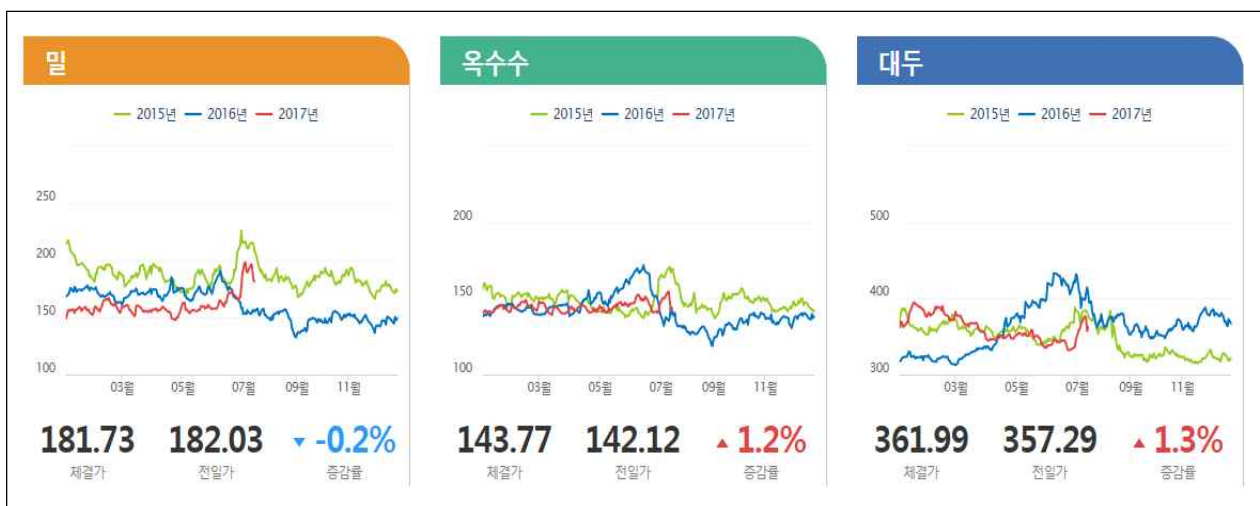 밀
2015년 2016년 2017년
250
200
150
100
03월 05월 07월 09월 11월
181.73 182.03 ▼ -0.2%
체결가 전일가 증감률
옥수수
2015년 2016년 2017년
200
150
100
03월 05월 07월 09월 11월
143.77 142.12 ▲ 1.2%
체결가 전일가 증감률
대두
2015년 2016년 2017년
500
400
300
03월 05월 07월 09월 11월
361.99 357.29 ▲ 1.3%
체결가 전일가 증감률